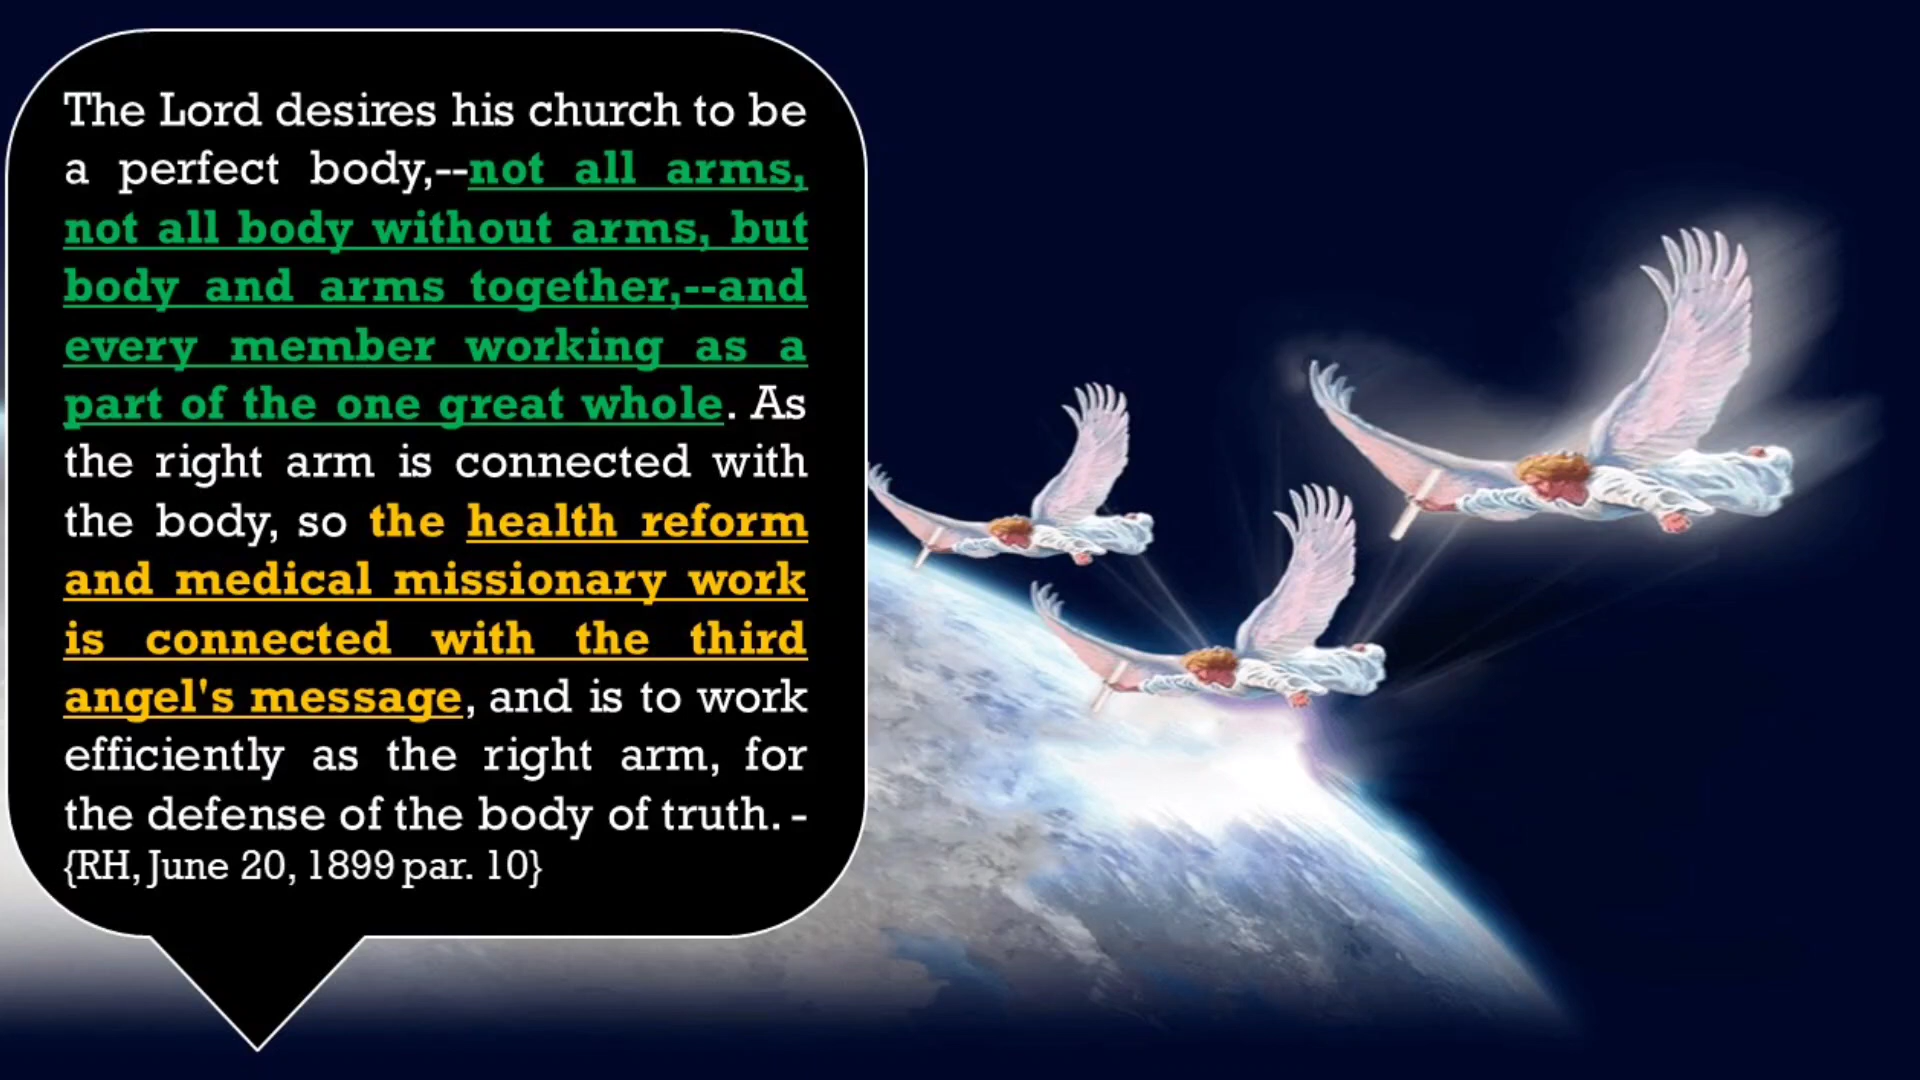 The Lord desires his church to be
a perfect body,--not all arms,
not all body without arms, but
body and arms together,--and
every member working as a
part of the one great whole. As
the right arm is connected with
the body, so the health reform
and medical missionary work
is connected with the third
angel's message, and is to work
efficiently as the right arm, for
the defense of the body of truth. -
{RH, June 20, 1899 par. 10}